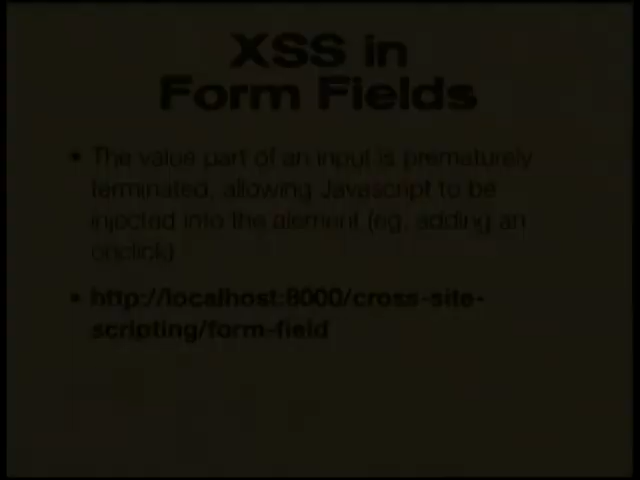 XSS in
Form Fields
• The value part of an input is prematurely
terminated, allowing Javascript to be
injected into the element (eg. adding an
onclick)
• http://localhost:8000/cross-site-
scripting/form-field